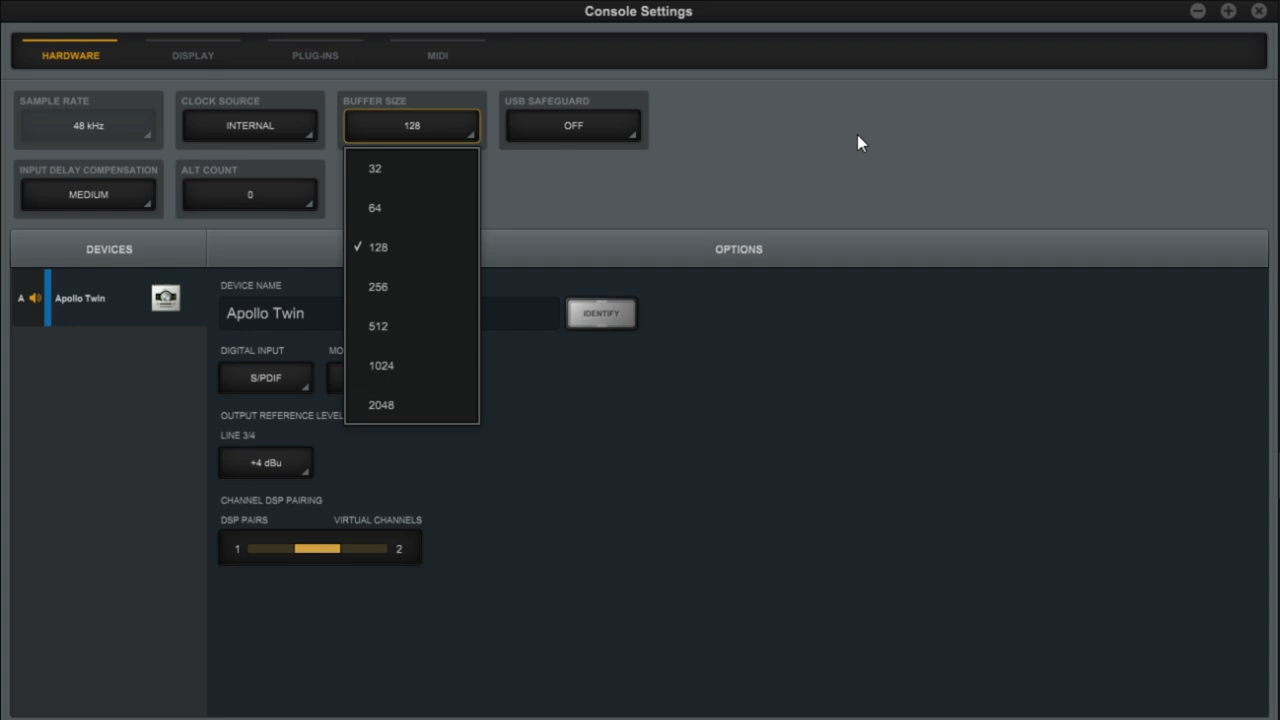 Console Settings
HARDWARE
DISPLAY
PLUG-INS
MIDI
SAMPLE RATE
48 kHz
CLOCK SOURCE
INTERNAL
BUFFER SIZE
128
USB SAFEGUARD
OFF
INPUT DELAY COMPENSATION
MEDIUM
ALT COUNT
0
32
64
128
256
512
1024
2048
DEVICES
OPTIONS
A
Apollo Twin
DEVICE NAME
Apollo Twin
IDENTIFY
DIGITAL INPUT
MO
S/PDIF
OUTPUT REFERENCE LEVEL
LINE 3/4
+4 dBu
CHANNEL DSP PAIRING
DSP PAIRS
VIRTUAL CHANNELS
1
2